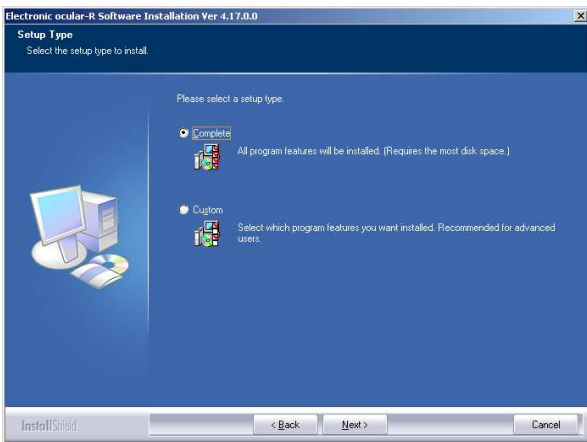 Electronic ocular-R Software Installation Ver 4.17.0.0
Setup Type
Select the setup type to install.
Please select a setup type.
Complete
All program features will be installed. (Requires the most disk space.)
Custom
Select which program features you want installed. Recommended for advanced
users.
InstallShield
< Back
Next >
Cancel